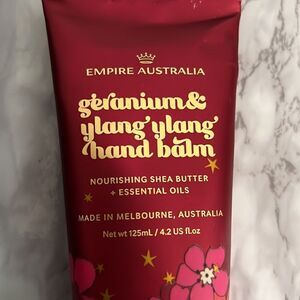 EMPIRE AUSTRALIA
geranium &
ylang ylang
hand balm
NOURISHING SHEA BUTTER
+ ESSENTIAL OILS
MADE IN MELBOURNE, AUSTRALIA
Net wt 125mL / 4.2 US fl.oz